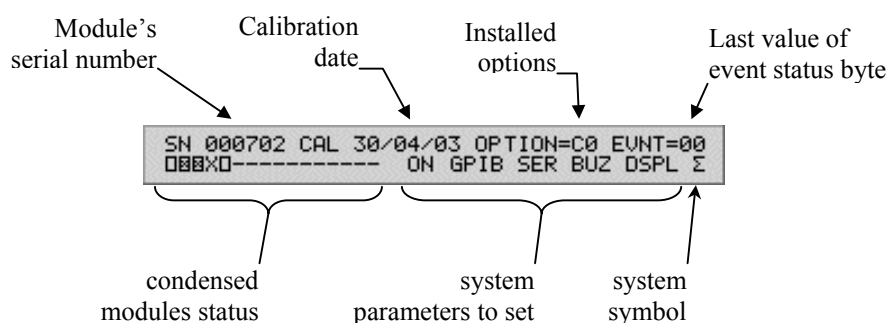 Module's
serial number
Calibration
date
Installed
options
Last value of
event status byte
SN 000702 CAL 30/04/03 OPTION=C0 EVNT=00
▯⊠⊠X▯----------- ON GPIB SER BUZ DSPL Σ
condensed
modules status
system
parameters to set
system
symbol